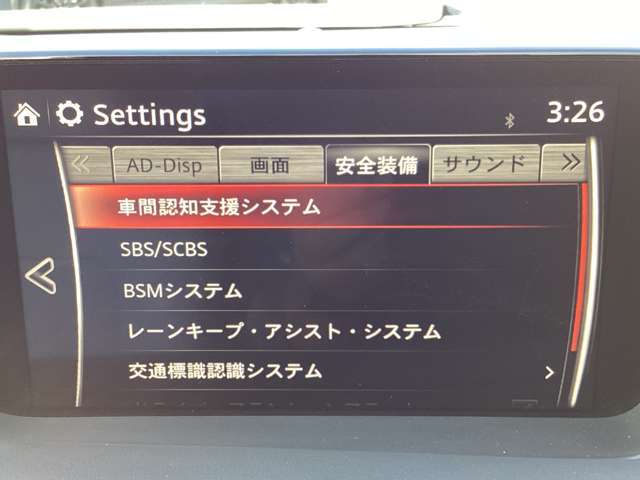 Settings 3:26
AD-Disp 画面 安全装備 サウンド
車間認知支援システム
SBS/SCBS
BSMシステム
レーンキープ・アシスト・システム
交通標識認識システム